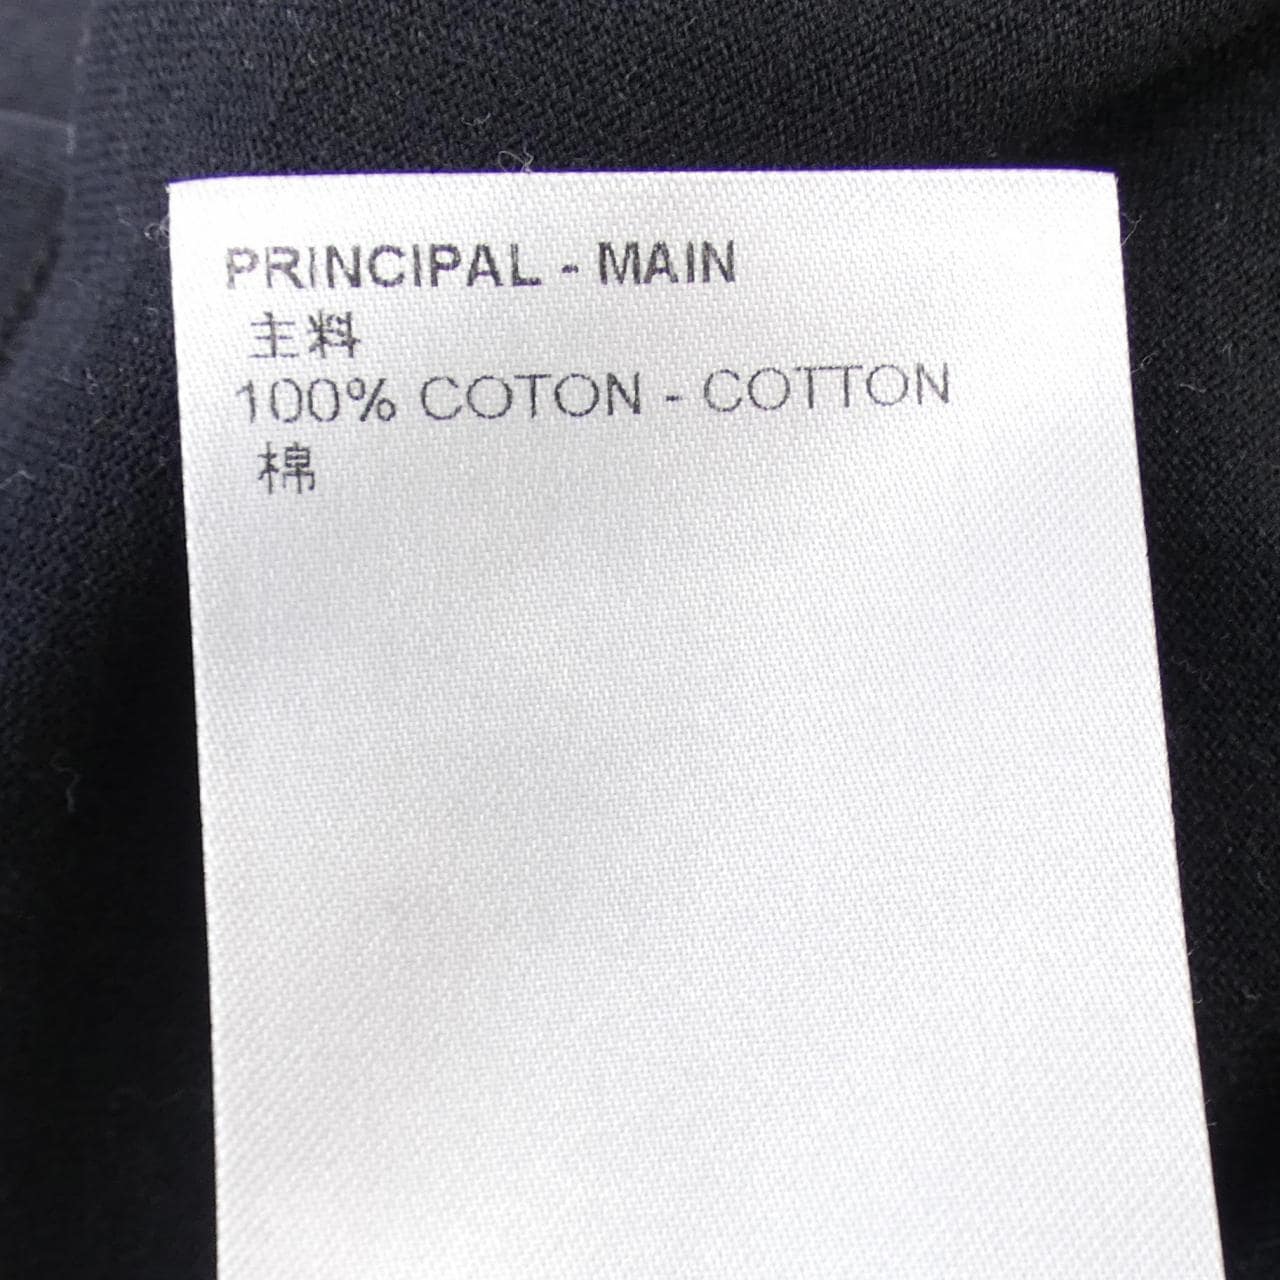 PRINCIPAL - MAIN
主料
100% COTON - COTTON
棉